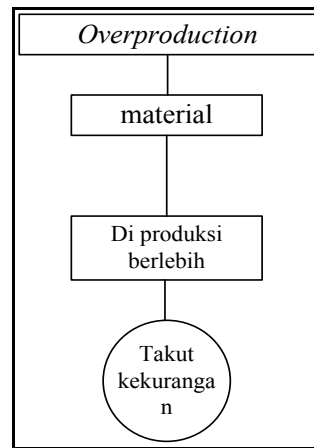 Overproduction
material
Di produksi
berlebih
Takut
kekuranga
n